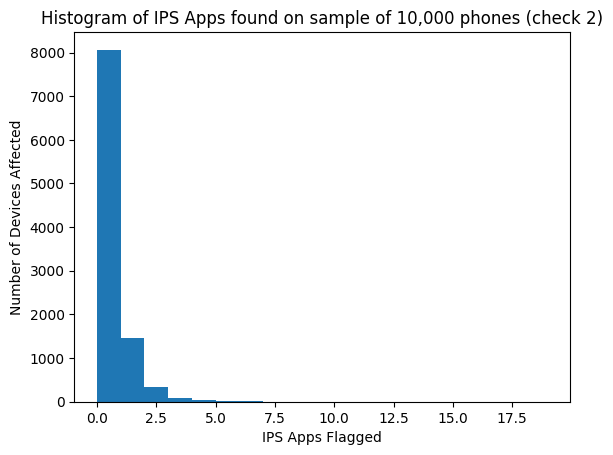 Histogram of IPS Apps found on sample of 10,000 phones (check 2)
Number of Devices Affected
8000
7000
6000
5000
4000
3000
2000
1000
0
0.0 2.5 5.0 7.5 10.0 12.5 15.0 17.5
IPS Apps Flagged